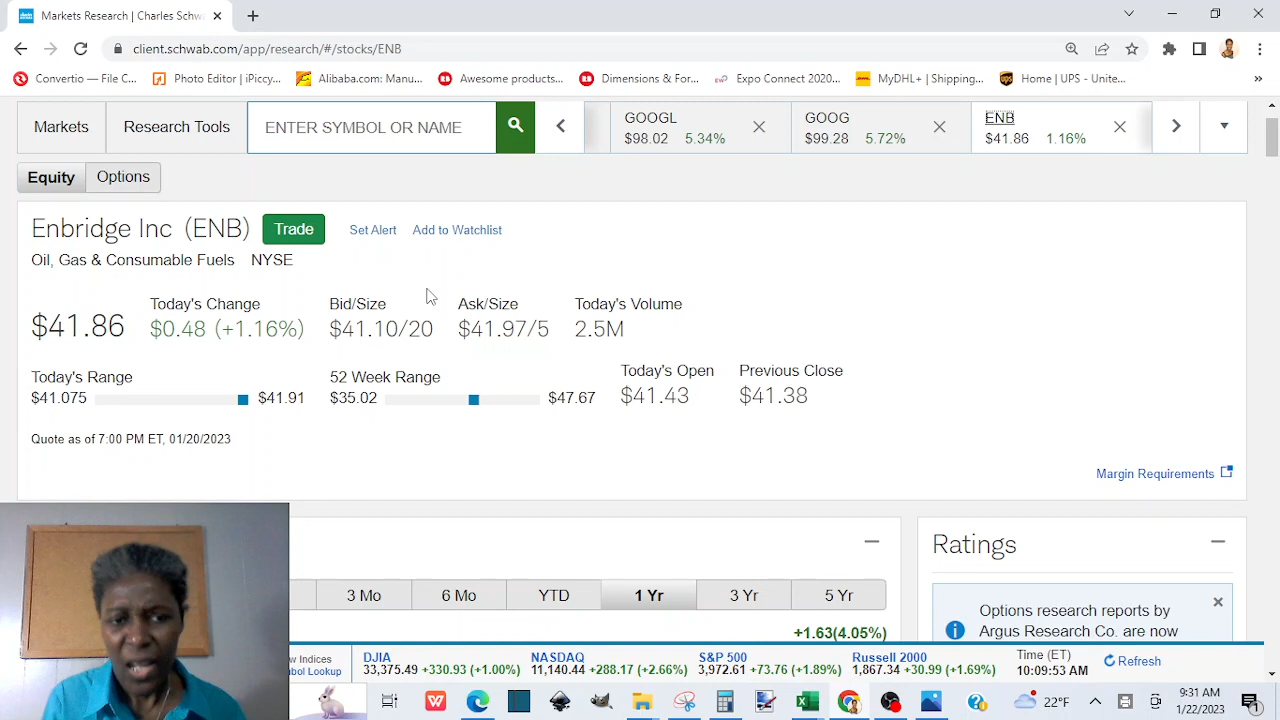 Markets Research | Charles Schw
client.schwab.com/app/research/#/stocks/ENB
Convertio — File C...
Photo Editor | iPiccy...
Alibaba.com: Manu...
Awesome products...
Dimensions & For...
Expo Connect 2020...
MyDHL+ | Shipping...
Home | UPS - Unite...
Markets
Research Tools
ENTER SYMBOL OR NAME
GOOGL
$98.02 5.34%
GOOG
$99.28 5.72%
ENB
$41.86 1.16%
Equity
Options
Enbridge Inc (ENB)
Trade
Set Alert
Add to Watchlist
Oil, Gas & Consumable Fuels NYSE
$41.86
Today's Change
$0.48 (+1.16%)
Bid/Size
$41.10/20
Ask/Size
$41.97/5
Today's Volume
2.5M
Today's Range
$41.075 $41.91
52 Week Range
$35.02 $47.67
Today's Open
$41.43
Previous Close
$41.38
Quote as of 7:00 PM ET, 01/20/2023
Margin Requirements
3 Mo
6 Mo
YTD
1 Yr
3 Yr
5 Yr
+1.63(4.05%)
Ratings
Options research reports by
Argus Research Co. are now
w Indices
bol Lookup
DJIA
33,375.49 +330.93 (+1.00%)
NASDAQ
11,140.44 +288.17 (+2.66%)
S&P 500
3,972.61 +73.76 (+1.89%)
Russell 2000
1,867.34 +30.99 (+1.69%)
Time (ET)
10:09:53 AM
Refresh
22°F
9:31 AM
1/22/2023
1